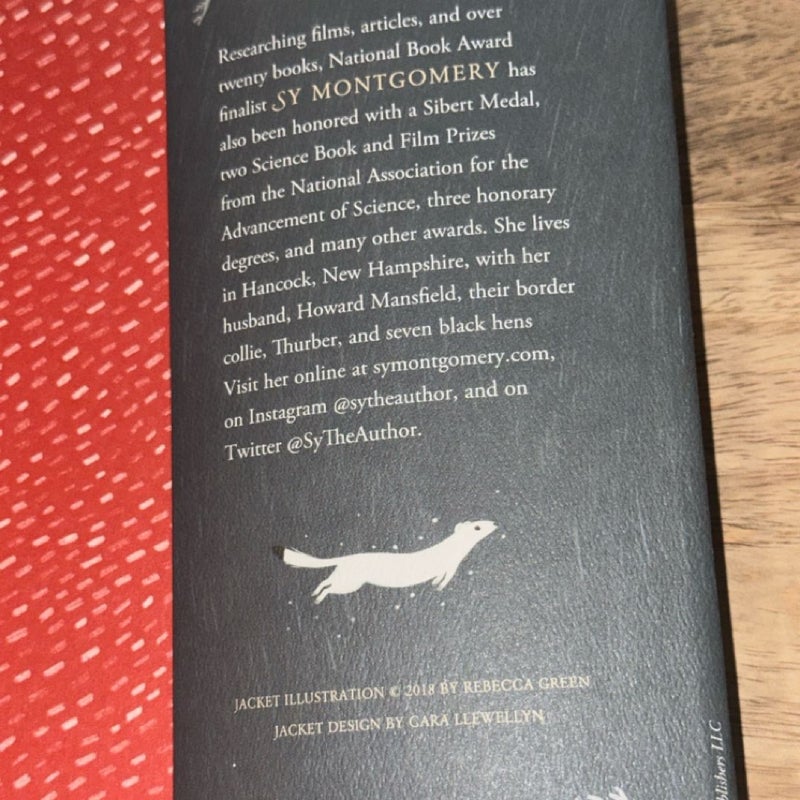 Researching films, articles, and over
twenty books, National Book Award
finalist SY MONTGOMERY has
also been honored with a Sibert Medal,
two Science Book and Film Prizes
from the National Association for the
Advancement of Science, three honorary
degrees, and many other awards. She lives
in Hancock, New Hampshire, with her
husband, Howard Mansfield, their border
collie, Thurber, and seven black hens
Visit her online at symontgomery.com,
on Instagram @sytheauthor, and on
Twitter @SyTheAuthor.
JACKET ILLUSTRATION © 2018 BY REBECCA GREEN
JACKET DESIGN BY CARA LLEWELLYN
LLC